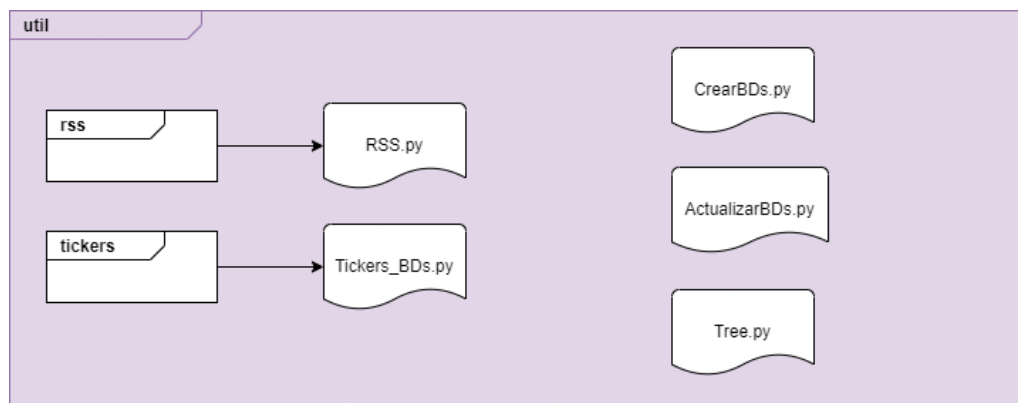 util
rss
RSS.py
tickers
Tickers_BDs.py
CrearBDs.py
ActualizarBDs.py
Tree.py